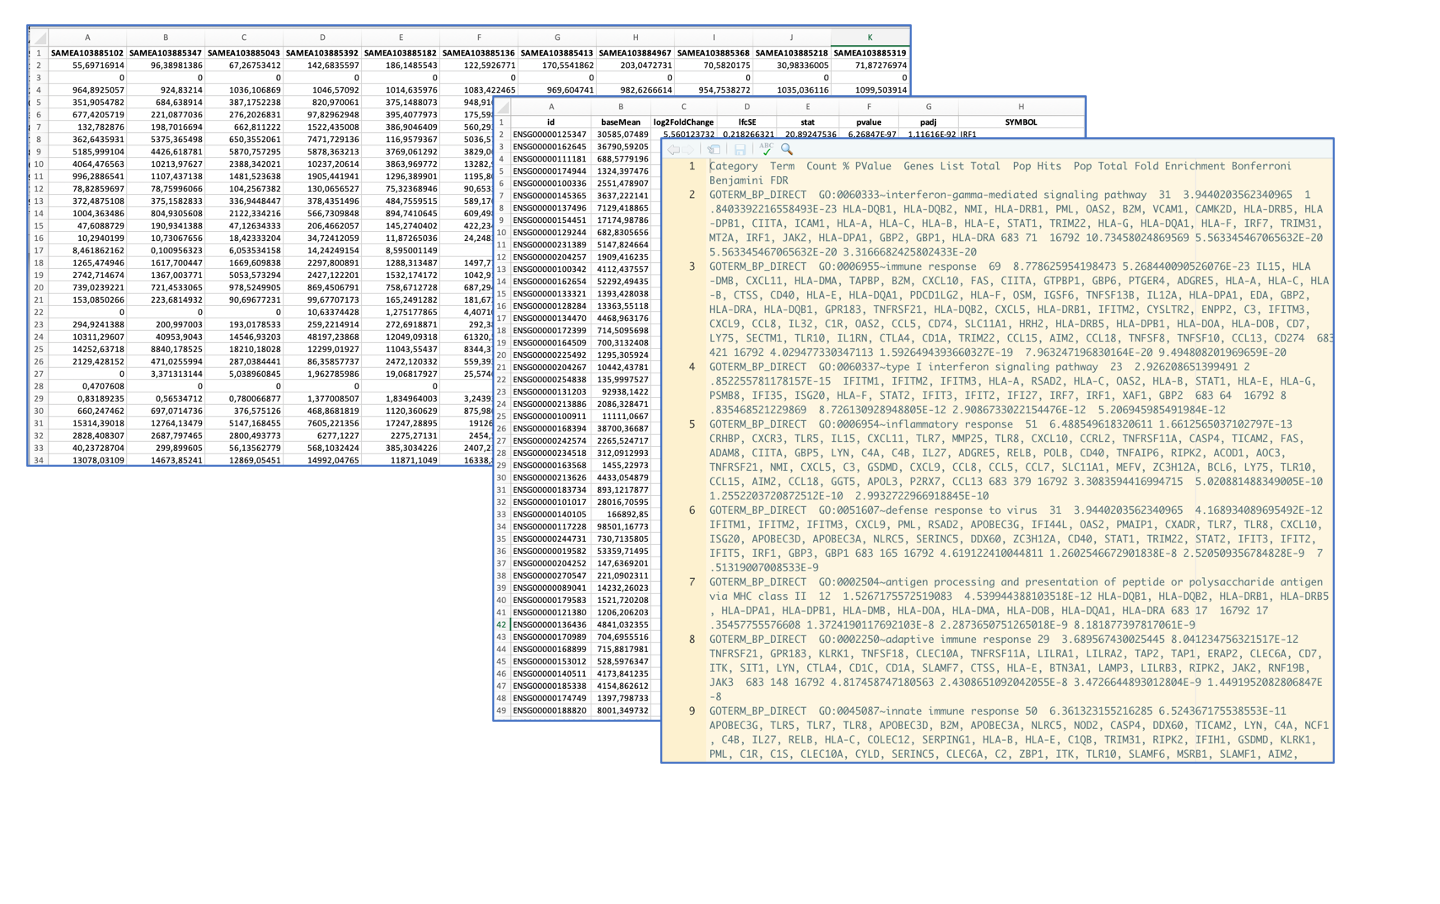 A B C D E F G H I J K
1 SAMEA103885102 SAMEA103885347 SAMEA103885043 SAMEA103885392 SAMEA103885182 SAMEA103885136 SAMEA103885413 SAMEA103884967 SAMEA103885368 SAMEA103885218 SAMEA103885319
2 55,69716914 96,38981386 67,26753412 142,6835597 186,1485543 122,5926771 170,5541862 203,0472731 70,5820175 30,98336005 71,87276974
3 0 0 0 0 0 0 0 0 0 0 0
4 964,8925057 924,83214 1036,106869 1046,57092 1014,635976 1083,422465 969,604741 982,6266614 954,7538272 1035,036116 1099,503914
5 351,9054782 684,638914 387,1752238 820,970061 375,1488073 948,91
6 677,4205719 221,0877036 276,2026831 97,82962948 395,4077973 175,59
7 132,782876 198,7016694 662,811222 1522,435008 386,9046409 560,29
8 362,6435931 5375,365498 650,3552061 7471,729136 116,9579367 5036,5
9 5185,999104 4426,618781 5870,757295 5878,363213 3769,061292 3829,0
10 4064,476563 10213,97627 2388,342021 10237,20614 3863,969772 13282,
11 996,2886541 1107,437138 1481,523638 1905,441941 1296,389901 1195,8
12 78,82859697 78,75996066 104,2567382 130,0656527 75,32368946 90,653
13 372,4875108 375,1582833 336,9448447 378,4351496 484,7559515 589,17
14 1004,363486 804,9305608 2122,334216 566,7309848 894,7410645 609,49
15 47,6088729 190,9341388 47,12634333 206,4662057 145,2740402 422,23
16 10,2940199 10,73067656 18,42333204 34,72412059 11,87265036 24,248
17 8,461862162 0,100956323 6,053534158 14,24249154 8,595001149
18 1265,474946 1617,700447 1669,609838 2297,800891 1288,313487 1497,7
19 2742,714674 1367,003771 5053,573294 2427,122201 1532,174172 1042,9
20 739,0239221 721,4533065 978,5249905 869,4506791 758,6712728 687,29
21 153,0850266 223,6814932 90,69677231 99,67707173 165,2491282 181,67
22 0 0 0 10,63374428 1,275177865 4,4071
23 294,9241388 200,997003 193,0178533 259,2214914 272,6918871 292,3
24 10311,29607 40953,9043 14546,93203 48197,23868 12049,09318 61320,
25 14252,63718 8840,178525 18210,18028 12299,01927 11043,55437 8344,3
26 2129,428152 471,0255994 287,0384441 86,35857737 2472,120332 559,39
27 0 3,371313144 5,038960845 1,962785986 19,06817927 25,574
28 0,4707608 0 0 0 0
29 0,83189235 0,56534712 0,780066877 1,377008507 1,834964003 3,2439
30 660,247462 697,0714736 376,575126 468,8681819 1120,360629 875,98
31 15314,39018 12764,13479 5147,168455 7605,221356 17247,28895 19126
32 2828,408307 2687,797465 2800,493773 6277,1227 2275,27131 2454,
33 40,23728704 299,899605 56,13562779 568,1032424 385,3034226 2407,2
34 13078,03109 14673,85241 12869,05451 14992,04765 11871,1049 16338,
A B C D E F G H
1 id baseMean log2FoldChange lfcSE stat pvalue padj SYMBOL
2 ENSG00000125347 30585,07489 5,560123732 0,218266321 20,89247536 6,26847E-97 1,11616E-92 IRF1
3 ENSG00000162645 36790,59205
4 ENSG00000111181 688,5779196
5 ENSG00000174944 1324,397476
6 ENSG00000100336 2551,478907
7 ENSG00000145365 3637,222141
8 ENSG00000137496 7129,418865
9 ENSG00000154451 17174,98786
10 ENSG00000129244 682,8305656
11 ENSG00000231389 5147,824664
12 ENSG00000204257 1909,416235
13 ENSG00000100342 4112,437557
14 ENSG00000162654 52292,49435
15 ENSG00000133321 1393,428038
16 ENSG00000128284 13363,55118
17 ENSG00000134470 4468,963176
18 ENSG00000172399 714,5095698
19 ENSG00000164509 700,3132408
20 ENSG00000225492 1295,305924
21 ENSG00000204267 10442,43781
22 ENSG00000254838 135,9997527
23 ENSG00000131203 92938,1422
24 ENSG00000213886 2086,328471
25 ENSG00000100911 11111,0667
26 ENSG00000168394 38700,36687
27 ENSG00000242574 2265,524717
28 ENSG00000234518 312,0912993
29 ENSG00000163568 1455,22973
30 ENSG00000213626 4433,054879
31 ENSG00000183734 893,1217877
32 ENSG00000101017 28016,70595
33 ENSG00000140105 166892,85
34 ENSG00000117228 98501,16773
35 ENSG00000244731 730,7135805
36 ENSG00000019582 53359,71495
37 ENSG00000204252 147,6369201
38 ENSG00000270547 221,0902311
39 ENSG00000089041 14232,26023
40 ENSG00000179583 1521,720208
41 ENSG00000121380 1206,206203
42 ENSG00000136436 4841,032355
43 ENSG00000170989 704,6955516
44 ENSG00000168899 715,8817981
45 ENSG00000153012 528,5976347
46 ENSG00000140511 4173,841235
47 ENSG00000185338 4154,862612
48 ENSG00000174749 1397,798733
49 ENSG00000188820 8001,349732
ABC
1 Category Term Count % PValue Genes List Total Pop Hits Pop Total Fold Enrichment Bonferroni
Benjamini FDR
2 GOTERM_BP_DIRECT GO:0060333~interferon-gamma-mediated signaling pathway 31 3.9440203562340965 1
.8403392216558493E-23 HLA-DQB1, HLA-DQB2, NMI, HLA-DRB1, PML, OAS2, B2M, VCAM1, CAMK2D, HLA-DRB5, HLA
-DPB1, CIITA, ICAM1, HLA-A, HLA-C, HLA-B, HLA-E, STAT1, TRIM22, HLA-G, HLA-DQA1, HLA-F, IRF7, TRIM31,
MT2A, IRF1, JAK2, HLA-DPA1, GBP2, GBP1, HLA-DRA 683 71 16792 10.73458024869569 5.563345467065632E-20
5.563345467065632E-20 3.3166682425802433E-20
3 GOTERM_BP_DIRECT GO:0006955~immune response 69 8.778625954198473 5.268440090526076E-23 IL15, HLA
-DMB, CXCL11, HLA-DMA, TAPBP, B2M, CXCL10, FAS, CIITA, GTPBP1, GBP6, PTGER4, ADGRE5, HLA-A, HLA-C, HLA
-B, CTSS, CD40, HLA-E, HLA-DQA1, PDCD1LG2, HLA-F, OSM, IGSF6, TNFSF13B, IL12A, HLA-DPA1, EDA, GBP2,
HLA-DRA, HLA-DQB1, GPR183, TNFRSF21, HLA-DQB2, CXCL5, HLA-DRB1, IFITM2, CYSLTR2, ENPP2, C3, IFITM3,
CXCL9, CCL8, IL32, C1R, OAS2, CCL5, CD74, SLC11A1, HRH2, HLA-DRB5, HLA-DPB1, HLA-DOA, HLA-DOB, CD7,
LY75, SECTM1, TLR10, IL1RN, CTLA4, CD1A, TRIM22, CCL15, AIM2, CCL18, TNFSF8, TNFSF10, CCL13, CD274 683
421 16792 4.029477330347113 1.5926494393660327E-19 7.963247196830164E-20 9.494808201969659E-20
4 GOTERM_BP_DIRECT GO:0060337~type I interferon signaling pathway 23 2.926208651399491 2
.852255781178157E-15 IFITM1, IFITM2, IFITM3, HLA-A, RSAD2, HLA-C, OAS2, HLA-B, STAT1, HLA-E, HLA-G,
PSMB8, IFI35, ISG20, HLA-F, STAT2, IFIT3, IFIT2, IFI27, IRF7, IRF1, XAF1, GBP2 683 64 16792 8
.835468521229869 8.726130928948805E-12 2.9086733022154476E-12 5.206945985491984E-12
5 GOTERM_BP_DIRECT GO:0006954~inflammatory response 51 6.488549618320611 1.6612565037102797E-13
CRHBP, CXCR3, TLR5, IL15, CXCL11, TLR7, MMP25, TLR8, CXCL10, CCRL2, TNFRSF11A, CASP4, TICAM2, FAS,
ADAM8, CIITA, GBP5, LYN, C4A, C4B, IL27, ADGRE5, RELB, POLB, CD40, TNFAIP6, RIPK2, ACOD1, AOC3,
TNFRSF21, NMI, CXCL5, C3, GSDMD, CXCL9, CCL8, CCL5, CCL7, SLC11A1, MEFV, ZC3H12A, BCL6, LY75, TLR10,
CCL15, AIM2, CCL18, GGT5, AFAP1L2, P2RX7, CCL13 683 379 16792 3.3083594416994715 5.020881488349005E-10
1.2552203720872512E-10 2.9932722966918845E-10
6 GOTERM_BP_DIRECT GO:0051607~defense response to virus 31 3.9440203562340965 4.168934089695492E-12
IFITM1, IFITM2, IFITM3, CXCL9, PML, RSAD2, APOBEC3G, IFI44L, OAS2, PMAIP1, CXADR, TLR7, TLR8, CXCL10,
ISG20, APOBEC3D, APOBEC3A, NLRC5, SERINC5, DDX60, ZC3H12A, CD40, STAT1, TRIM22, STAT2, IFIT3, IFIT2,
IFIT5, IRF1, GBP3, GBP1 683 165 16792 4.619122410044811 1.2602546672901838E-8 2.520509356784828E-9 7
.51319007008533E-9
7 GOTERM_BP_DIRECT GO:0002504~antigen processing and presentation of peptide or polysaccharide antigen
via MHC class II 12 1.5267175572519083 4.539944388103518E-12 HLA-DQB1, HLA-DQB2, HLA-DRB1, HLA-DRB5
, HLA-DPA1, HLA-DPB1, HLA-DMB, HLA-DOA, HLA-DMA, HLA-DOB, HLA-DQA1, HLA-DRA 683 17 16792 17
.35457755576608 1.3724190117692103E-8 2.2873650751265018E-9 8.181877397817061E-9
8 GOTERM_BP_DIRECT GO:0002250~adaptive immune response 29 3.689567430025445 8.041234756321517E-12
TNFRSF21, GPR183, KLRK1, TNFSF18, CLEC10A, TNFRSF11A, LILRA1, LILRA2, TAP2, TAP1, ERAP2, CLEC6A, CD7,
ITK, SIT1, LYN, CTLA4, CD1C, CD1A, SLAMF7, CTSS, HLA-E, BTN3A1, LAMP3, LILRB3, RIPK2, JAK2, RNF19B,
JAK3 683 148 16792 4.817458747180563 2.4308651092042055E-8 3.4726644893012804E-9 1.4491952082806847E
-8
9 GOTERM_BP_DIRECT GO:0045087~innate immune response 50 6.361323155216285 6.524367175538553E-11
APOBEC3G, TLR5, TLR7, TLR8, APOBEC3D, B2M, APOBEC3A, NLRC5, NOD2, CASP4, DDX60, TICAM2, LYN, C4A, NCF1
, C4B, IL27, RELB, HLA-C, COLEC12, SERPING1, HLA-B, HLA-E, C1QB, TRIM31, RIPK2, IFIH1, GSDMD, KLRK1,
PML, C1R, C1S, CLEC10A, CYLD, SERINC5, CLEC6A, C2, ZBP1, ITK, TLR10, SLAMF6, MSRB1, SLAMF1, AIM2,